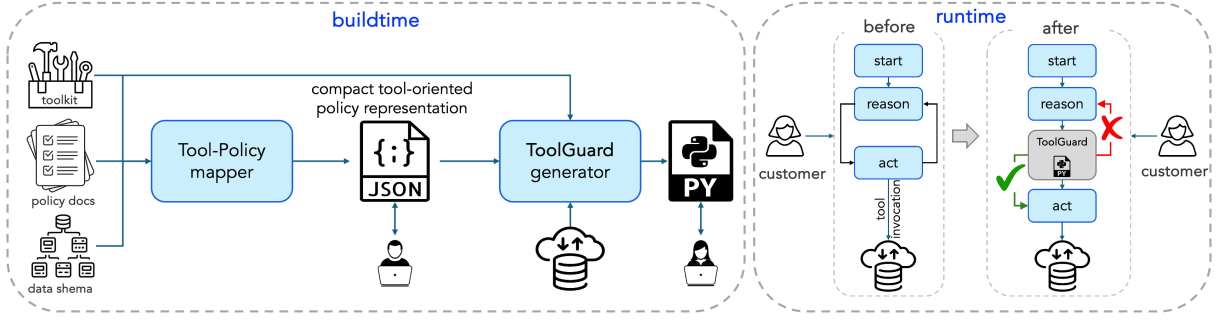 buildtime
toolkit
policy docs
data shema
Tool-Policy
mapper
compact tool-oriented
policy representation
{;}
JSON
ToolGuard
generator
PY
runtime
before
start
reason
act
tool
invocation
customer
after
start
reason
ToolGuard
PY
act
customer